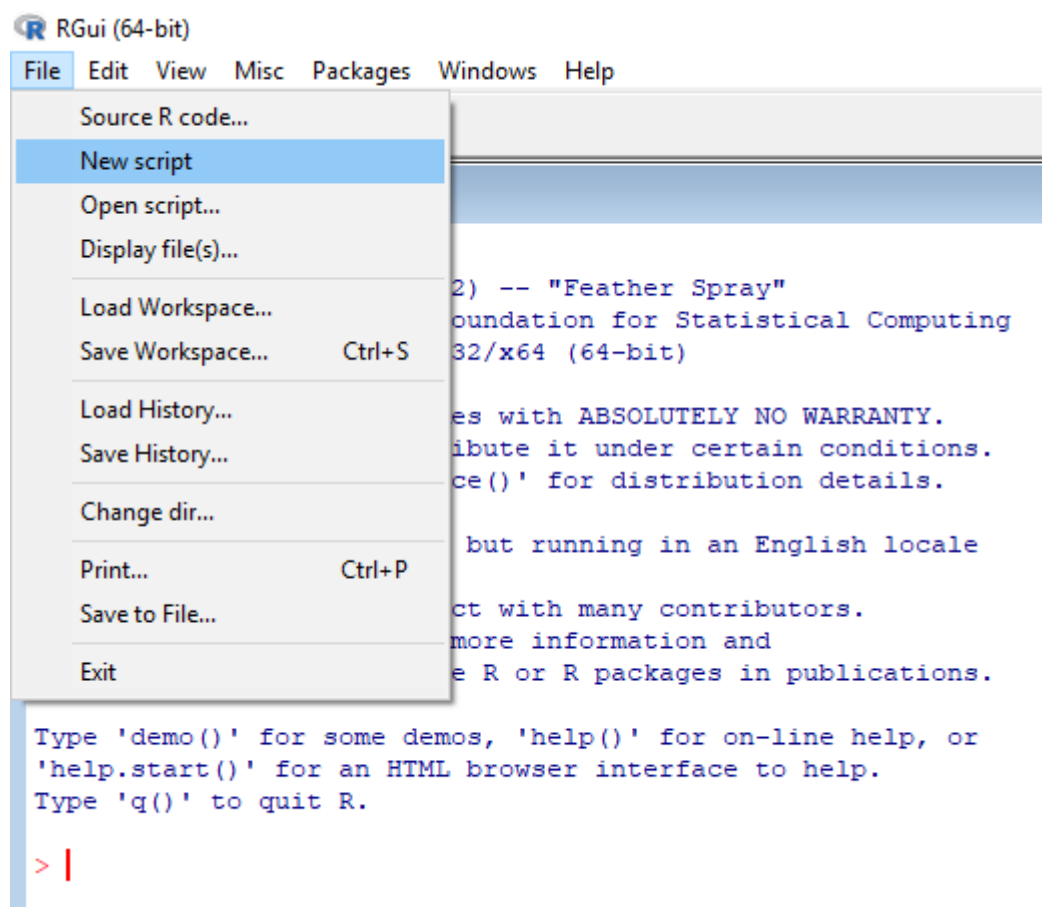 RGui (64-bit)
File Edit View Misc Packages Windows Help
Source R code...
New script
Open script...
Display file(s)...
Load Workspace...
Save Workspace... Ctrl+S
Load History...
Save History...
Change dir...
Print... Ctrl+P
Save to File...
Exit
2) -- "Feather Spray"
oundation for Statistical Computing
32/x64 (64-bit)
es with ABSOLUTELY NO WARRANTY.
ibute it under certain conditions.
ce()' for distribution details.
but running in an English locale
ct with many contributors.
more information and
e R or R packages in publications.
Type 'demo()' for some demos, 'help()' for on-line help, or
'help.start()' for an HTML browser interface to help.
Type 'q()' to quit R.
>